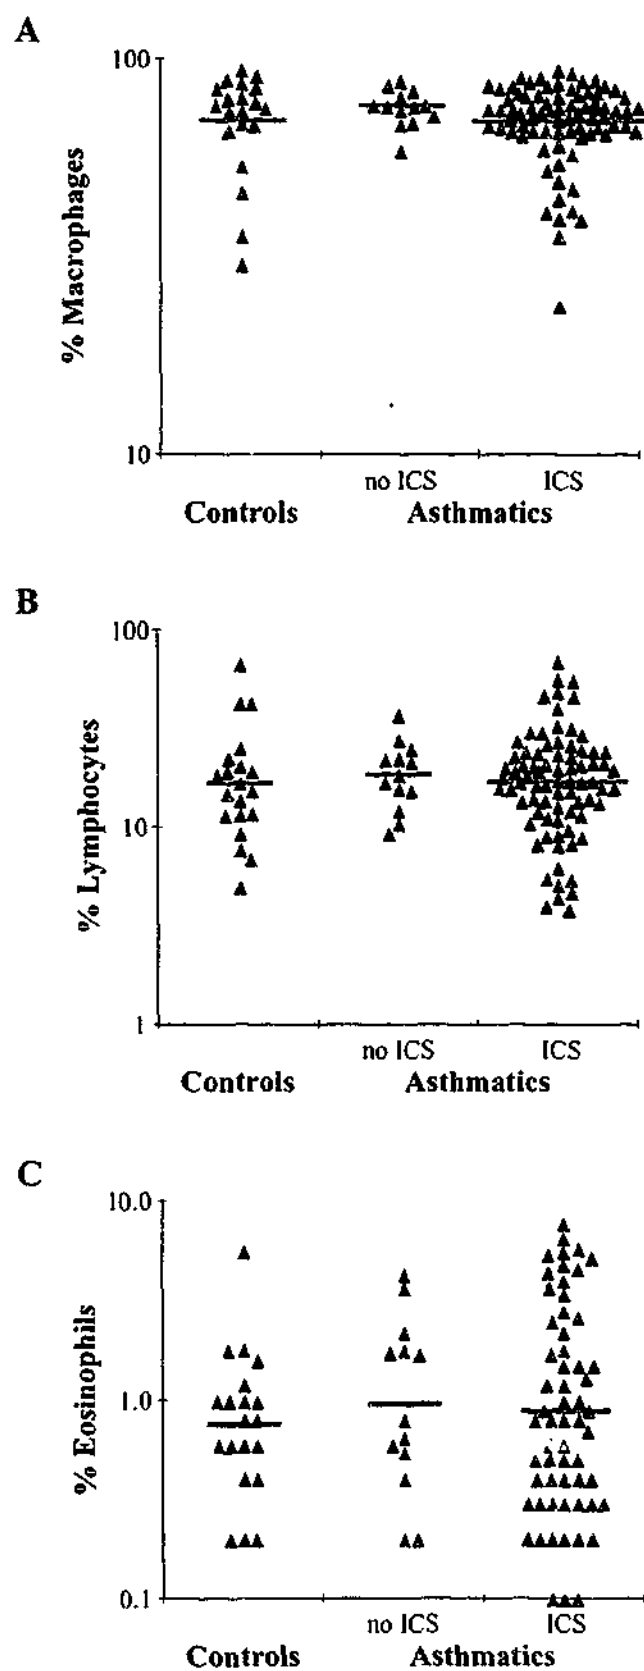 A
100
% Macrophages
10
no ICS ICS
Controls Asthmatics
B
100
% Lymphocytes
10
1
no ICS ICS
Controls Asthmatics
C
10.0
% Eosinophils
1.0
0.1
no ICS ICS
Controls Asthmatics